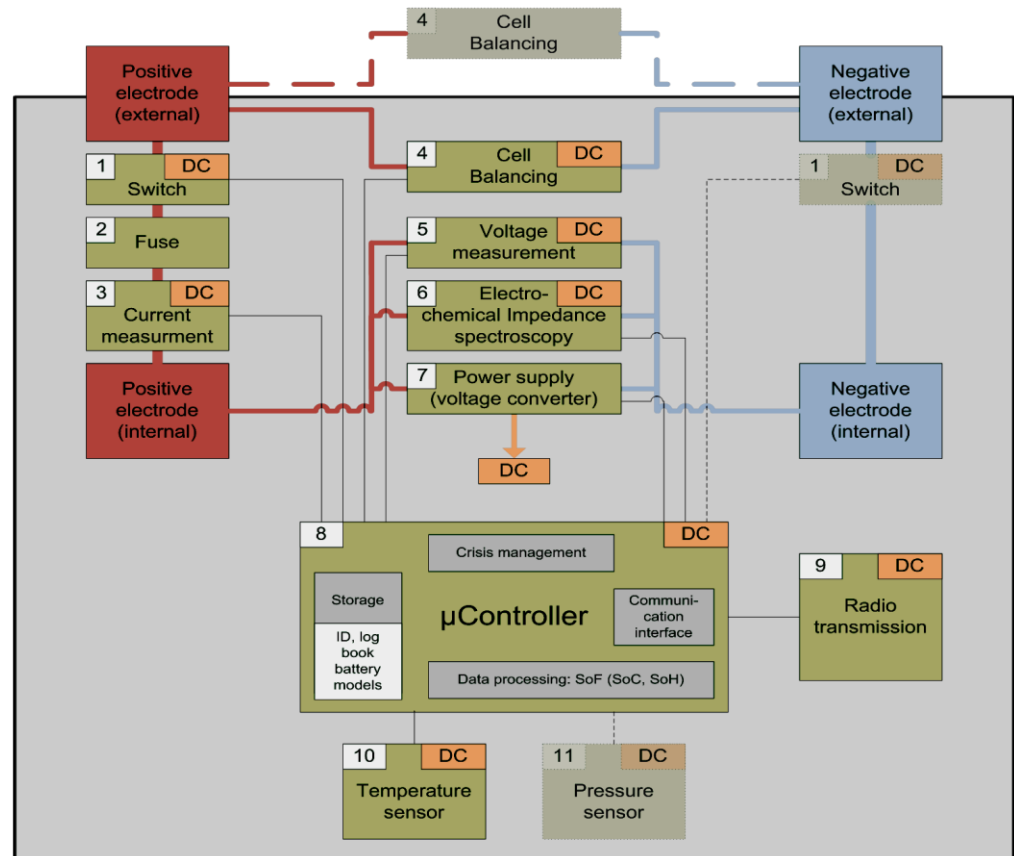 4
Cell
Balancing
Positive
electrode
(external)
Negative
electrode
(external)
1
DC
Switch
4
DC
Cell
Balancing
1
DC
Switch
2
Fuse
5
DC
Voltage
measurement
3
DC
Current
measurment
6
DC
Electro-
chemical Impedance
spectroscopy
7
Power supply
(voltage converter)
Positive
electrode
(internal)
Negative
electrode
(internal)
DC
8
DC
Crisis management
Storage
ID, log
book
battery
models
µController
Communi-
cation
interface
Data processing: SoF (SoC, SoH)
9
DC
Radio
transmission
10
DC
Temperature
sensor
11
DC
Pressure
sensor